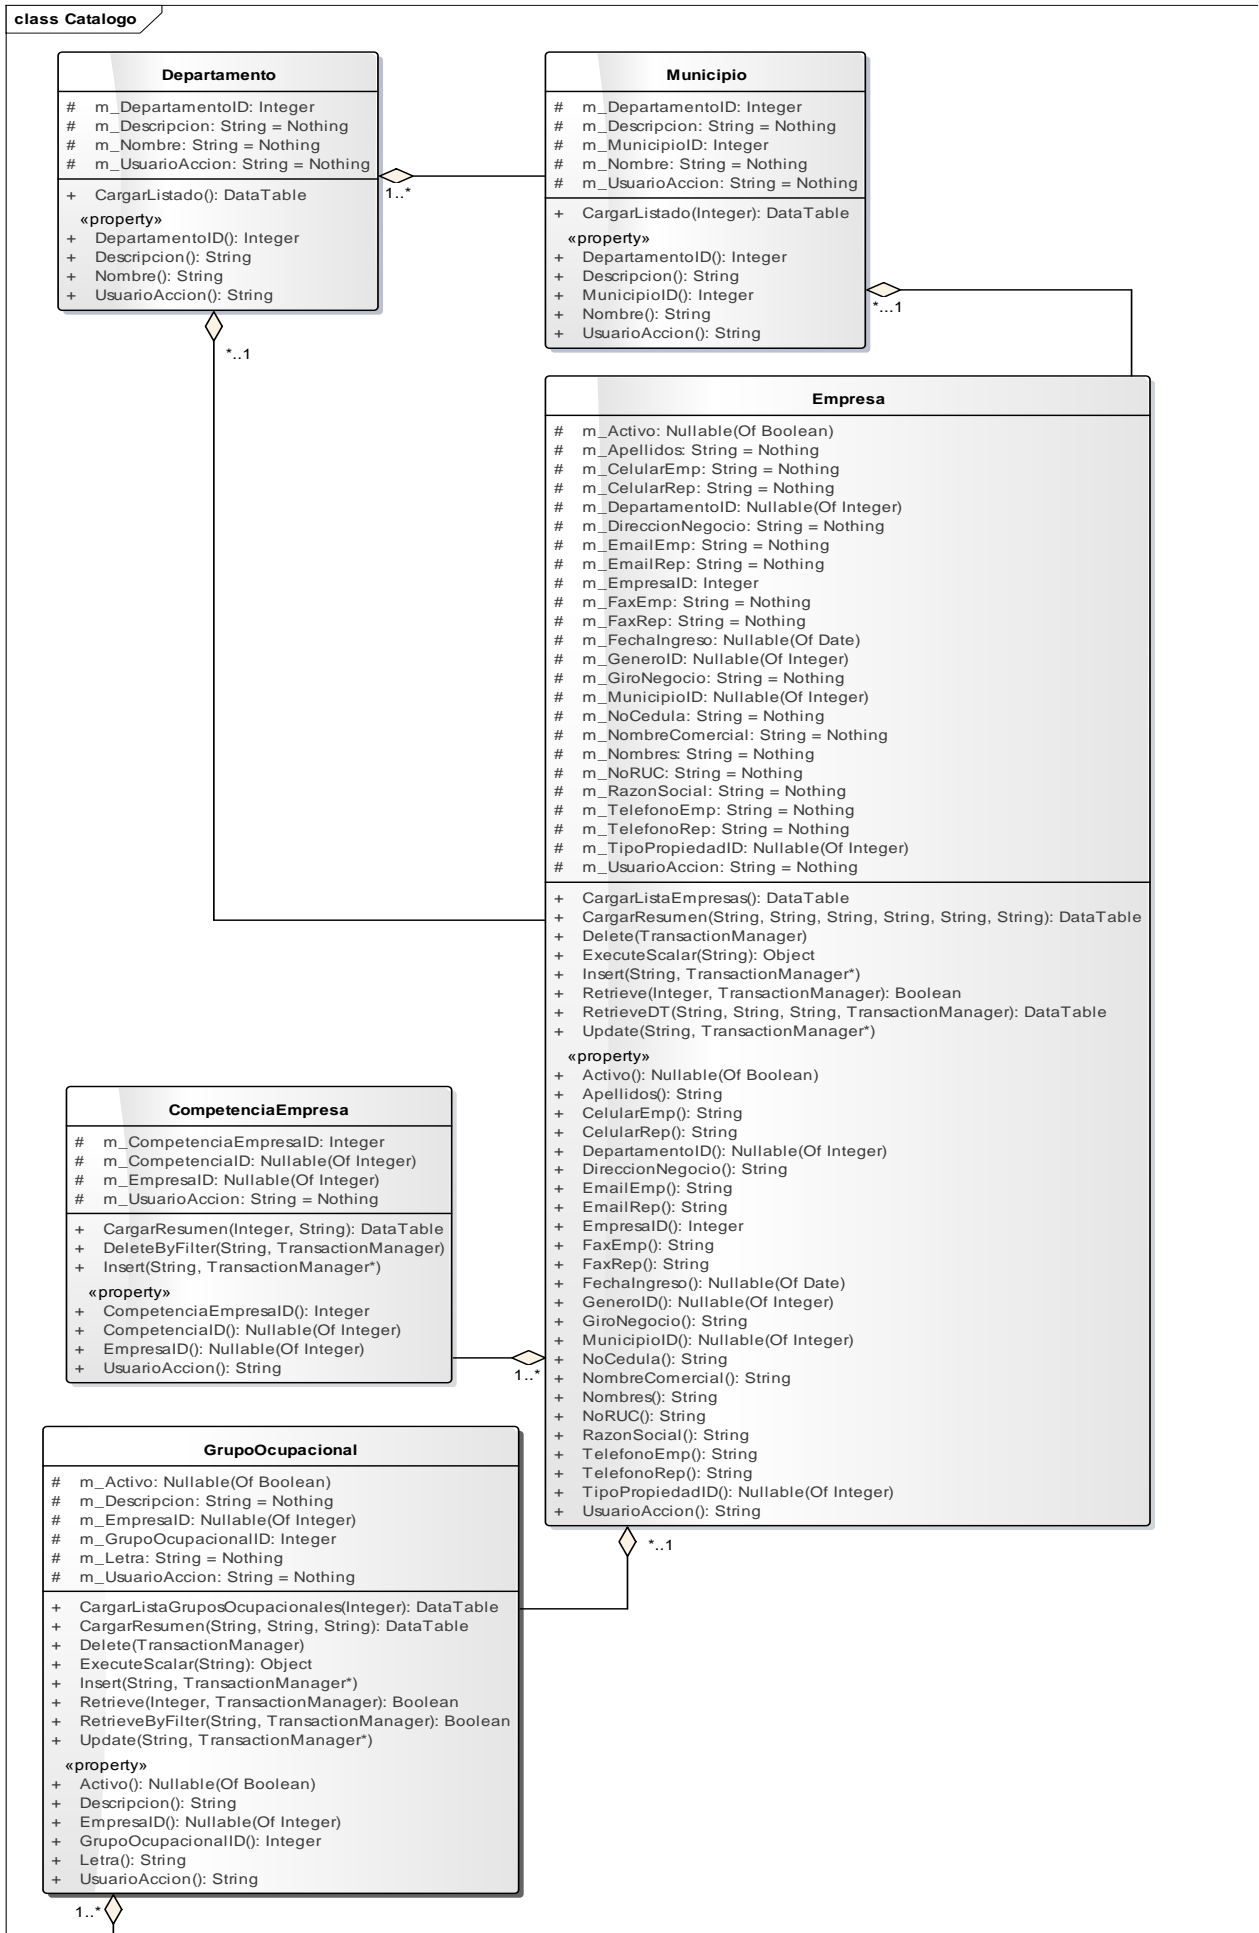 class Catalogo
Departamento
# m_DepartamentoID: Integer
# m_Descripcion: String = Nothing
# m_Nombre: String = Nothing
# m_UsuarioAccion: String = Nothing
+ CargarListado(): DataTable
«property»
+ DepartamentoID(): Integer
+ Descripcion(): String
+ Nombre(): String
+ UsuarioAccion(): String
1..*
*..1
Municipio
# m_DepartamentoID: Integer
# m_Descripcion: String = Nothing
# m_MunicipioID: Integer
# m_Nombre: String = Nothing
# m_UsuarioAccion: String = Nothing
+ CargarListado(Integer): DataTable
«property»
+ DepartamentoID(): Integer
+ Descripcion(): String
+ MunicipioID(): Integer
+ Nombre(): String
+ UsuarioAccion(): String
*...1
Empresa
# m_Activo: Nullable(Of Boolean)
# m_Apellidos: String = Nothing
# m_CelularEmp: String = Nothing
# m_CelularRep: String = Nothing
# m_DepartamentoID: Nullable(Of Integer)
# m_DireccionNegocio: String = Nothing
# m_EmailEmp: String = Nothing
# m_EmailRep: String = Nothing
# m_EmpresaID: Integer
# m_FaxEmp: String = Nothing
# m_FaxRep: String = Nothing
# m_FechaIngreso: Nullable(Of Date)
# m_GeneroID: Nullable(Of Integer)
# m_GiroNegocio: String = Nothing
# m_MunicipioID: Nullable(Of Integer)
# m_NoCedula: String = Nothing
# m_NombreComercial: String = Nothing
# m_Nombres: String = Nothing
# m_NoRUC: String = Nothing
# m_RazonSocial: String = Nothing
# m_TelefonoEmp: String = Nothing
# m_TelefonoRep: String = Nothing
# m_TipoPropiedadID: Nullable(Of Integer)
# m_UsuarioAccion: String = Nothing
+ CargarListaEmpresas(): DataTable
+ CargarResumen(String, String, String, String, String, String): DataTable
+ Delete(TransactionManager)
+ ExecuteScalar(String): Object
+ Insert(String, TransactionManager*)
+ Retrieve(Integer, TransactionManager): Boolean
+ RetrieveDT(String, String, String, TransactionManager): DataTable
+ Update(String, TransactionManager*)
«property»
+ Activo(): Nullable(Of Boolean)
+ Apellidos(): String
+ CelularEmp(): String
+ CelularRep(): String
+ DepartamentoID(): Nullable(Of Integer)
+ DireccionNegocio(): String
+ EmailEmp(): String
+ EmailRep(): String
+ EmpresaID(): Integer
+ FaxEmp(): String
+ FaxRep(): String
+ FechaIngreso(): Nullable(Of Date)
+ GeneroID(): Nullable(Of Integer)
+ GiroNegocio(): String
+ MunicipioID(): Nullable(Of Integer)
+ NoCedula(): String
+ NombreComercial(): String
+ Nombres(): String
+ NoRUC(): String
+ RazonSocial(): String
+ TelefonoEmp(): String
+ TelefonoRep(): String
+ TipoPropiedadID(): Nullable(Of Integer)
+ UsuarioAccion(): String
*..1
CompetenciaEmpresa
# m_CompetenciaEmpresaID: Integer
# m_CompetenciaID: Nullable(Of Integer)
# m_EmpresaID: Nullable(Of Integer)
# m_UsuarioAccion: String = Nothing
+ CargarResumen(Integer, String): DataTable
+ DeleteByFilter(String, TransactionManager)
+ Insert(String, TransactionManager*)
«property»
+ CompetenciaEmpresaID(): Integer
+ CompetenciaID(): Nullable(Of Integer)
+ EmpresaID(): Nullable(Of Integer)
+ UsuarioAccion(): String
1..*
GrupoOcupacional
# m_Activo: Nullable(Of Boolean)
# m_Descripcion: String = Nothing
# m_EmpresaID: Nullable(Of Integer)
# m_GrupoOcupacionalID: Integer
# m_Letra: String = Nothing
# m_UsuarioAccion: String = Nothing
+ CargarListaGruposOcupacionales(Integer): DataTable
+ CargarResumen(String, String, String): DataTable
+ Delete(TransactionManager)
+ ExecuteScalar(String): Object
+ Insert(String, TransactionManager*)
+ Retrieve(Integer, TransactionManager): Boolean
+ RetrieveByFilter(String, TransactionManager): Boolean
+ Update(String, TransactionManager*)
«property»
+ Activo(): Nullable(Of Boolean)
+ Descripcion(): String
+ EmpresaID(): Nullable(Of Integer)
+ GrupoOcupacionalID(): Integer
+ Letra(): String
+ UsuarioAccion(): String
1..*